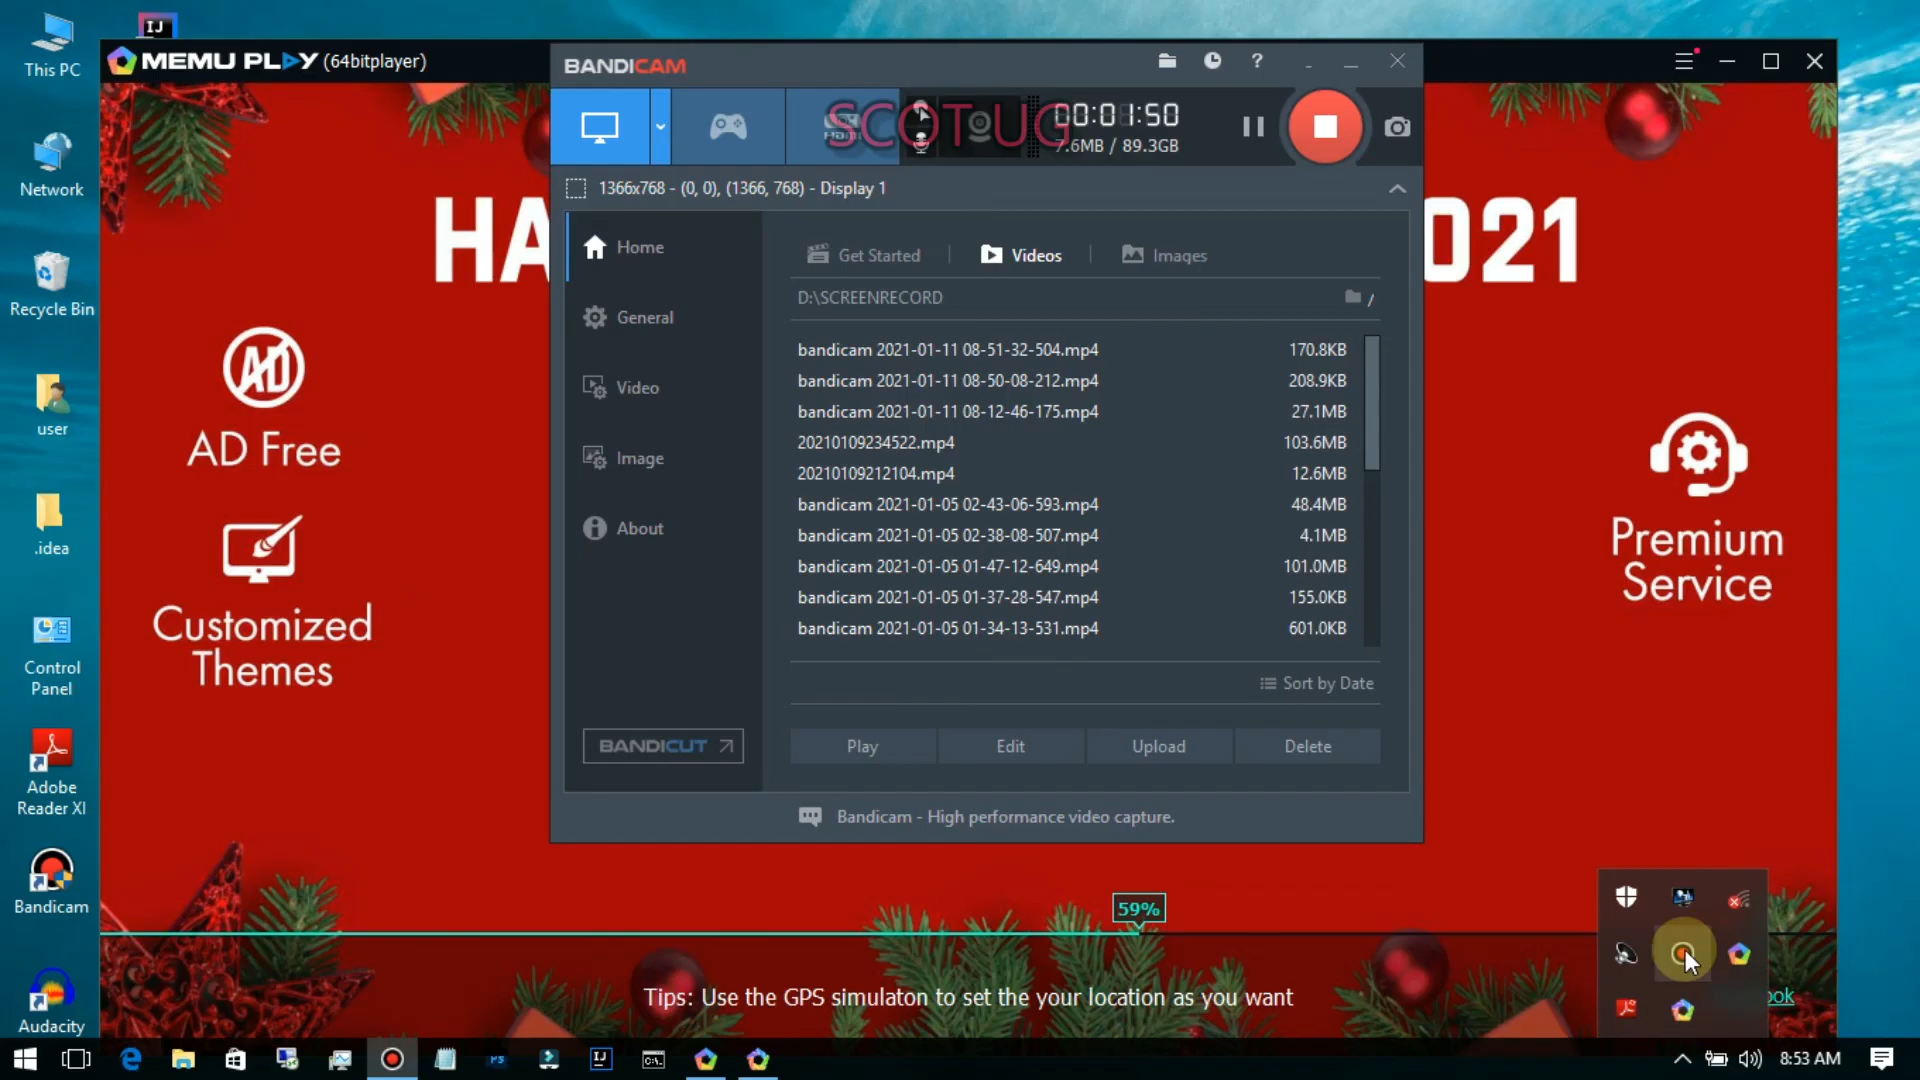 This PC
Network
Recycle Bin
user
.idea
Control
Panel
Adobe
Reader XI
Bandicam
Audacity
IJ
MEMU PLAY (64bitplayer)
HA
021
AD
AD Free
Customized
Themes
Premium
Service
BANDICAM
?
SCOTUG
00:01:50
7.6MB / 89.3GB
1366x768 - (0, 0), (1366, 768) - Display 1
Home
General
Video
Image
About
BANDICUT
Get Started
Videos
Images
D:\SCREENRECORD
/
bandicam 2021-01-11 08-51-32-504.mp4 170.8KB
bandicam 2021-01-11 08-50-08-212.mp4 208.9KB
bandicam 2021-01-11 08-12-46-175.mp4 27.1MB
20210109234522.mp4 103.6MB
20210109212104.mp4 12.6MB
bandicam 2021-01-05 02-43-06-593.mp4 48.4MB
bandicam 2021-01-05 02-38-08-507.mp4 4.1MB
bandicam 2021-01-05 01-47-12-649.mp4 101.0MB
bandicam 2021-01-05 01-37-28-547.mp4 155.0KB
bandicam 2021-01-05 01-34-13-531.mp4 601.0KB
Sort by Date
Play
Edit
Upload
Delete
Bandicam - High performance video capture.
59%
Tips: Use the GPS simulaton to set the your location as you want
ook
PS
IJ
8:53 AM